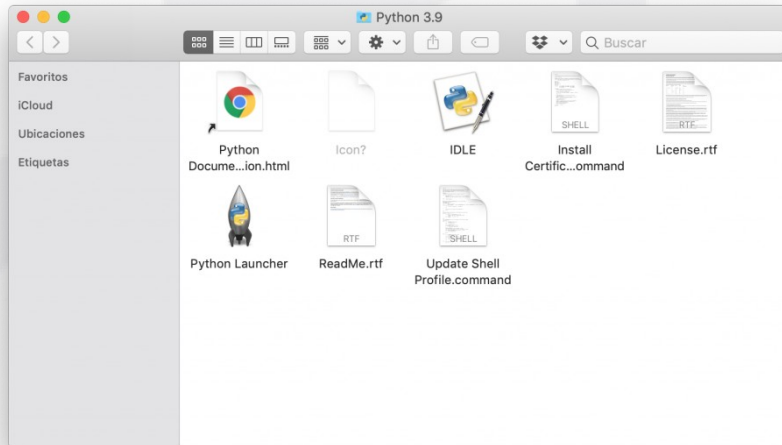 Python 3.9
Buscar
Favoritos
iCloud
Ubicaciones
Etiquetas
Python
Docume...ion.html
Icon?
IDLE
SHELL
Install
Certific...ommand
RTF
License.rtf
Python Launcher
RTF
ReadMe.rtf
SHELL
Update Shell
Profile.command